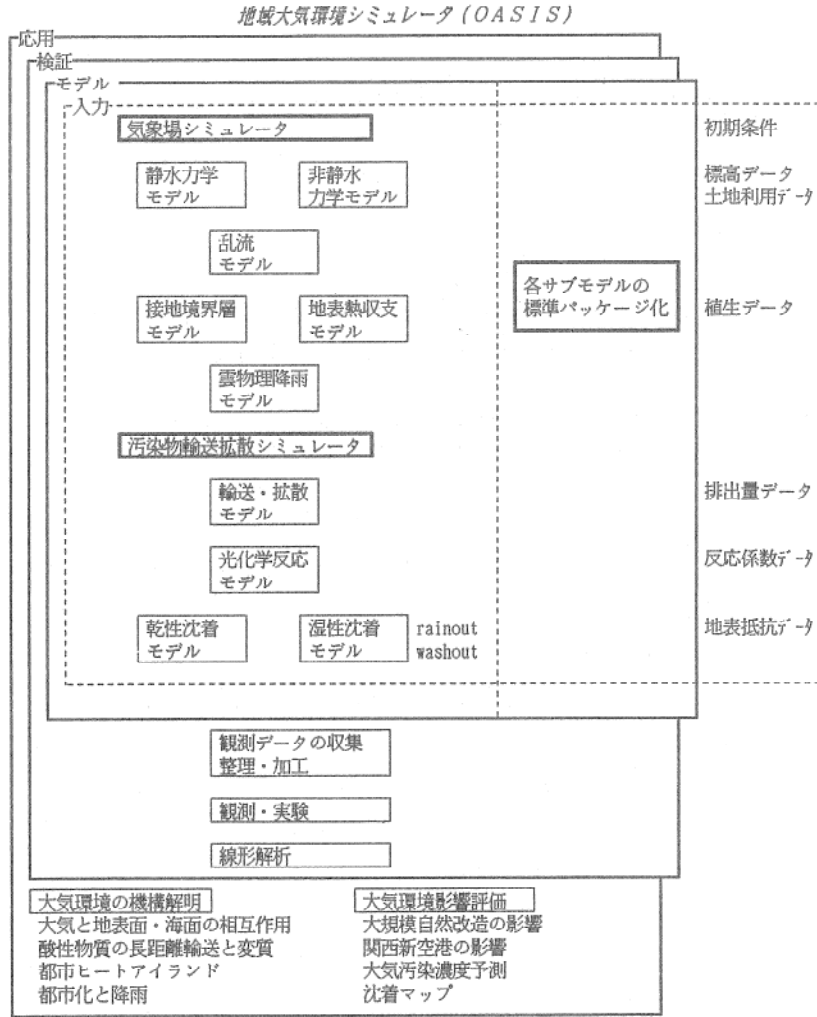 地域大気環境シミュレータ(OASIS)
応用
検証
モデル
入力
気象場シミュレータ
初期条件
静水力学
モデル
非静水
力学モデル
標高データ
土地利用データ
乱流
モデル
各サブモデルの
標準パッケージ化
接地境界層
モデル
地表熱収支
モデル
植生データ
雲物理降雨
モデル
汚染物輸送拡散シミュレータ
輸送・拡散
モデル
排出量データ
光化学反応
モデル
反応係数データ
乾性沈着
モデル
湿性沈着
モデル
rainout
washout
地表抵抗データ
観測データの収集
整理・加工
観測・実験
線形解析
大気環境の機構解明
大気と地表面・海面の相互作用
酸性物質の長距離輸送と変質
都市ヒートアイランド
都市化と降雨
大気環境影響評価
大規模自然改造の影響
関西新空港の影響
大気汚染濃度予測
沈着マップ